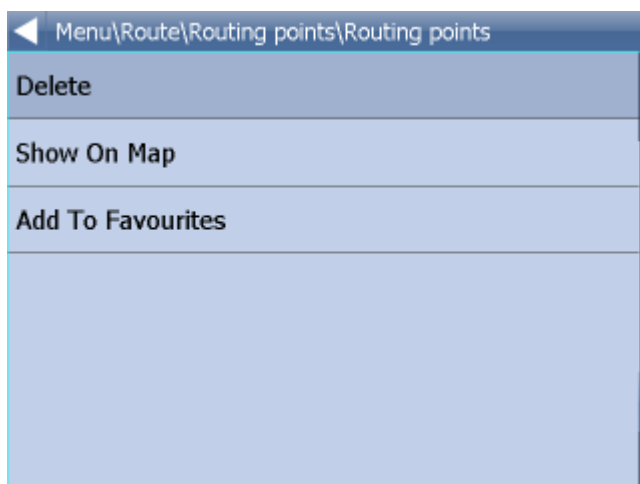 Menu\Route\Routing points\Routing points
Delete
Show On Map
Add To Favourites